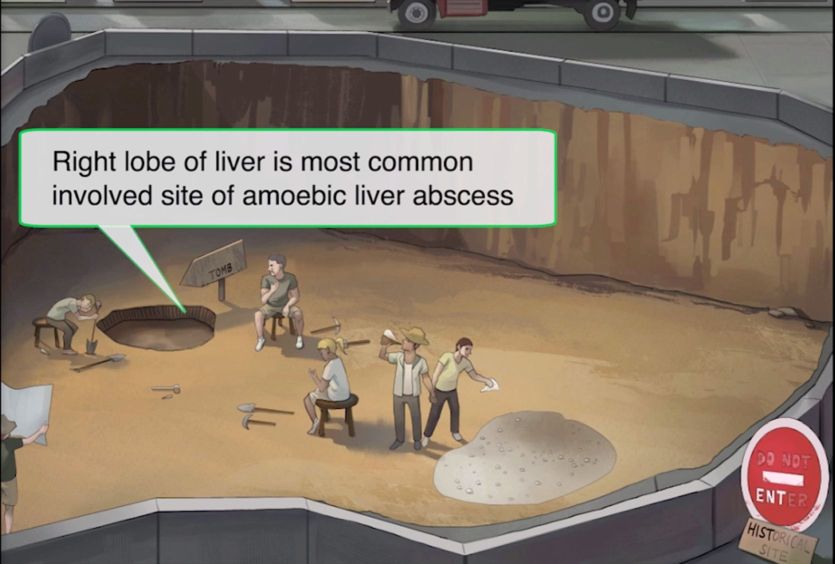 Right lobe of liver is most common
involved site of amoebic liver abscess
TOMB
DO NOT
ENTER
HISTORICAL
SITE